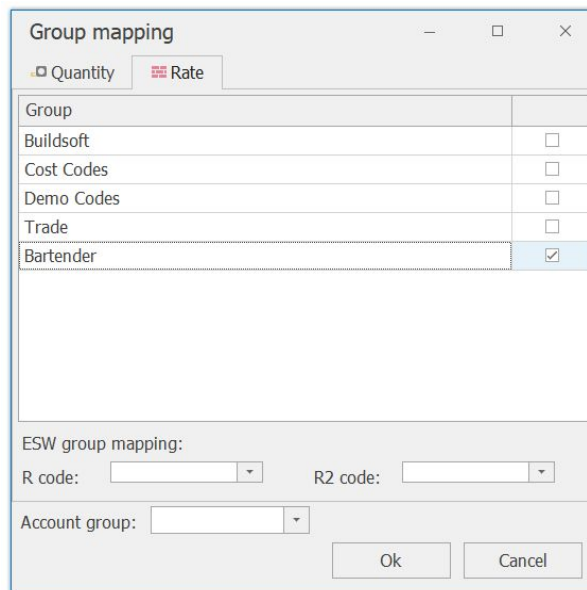 Group mapping
Quantity Rate
Group
Buildsoft
Cost Codes
Demo Codes
Trade
Bartender
ESW group mapping:
R code: R2 code:
Account group:
Ok Cancel